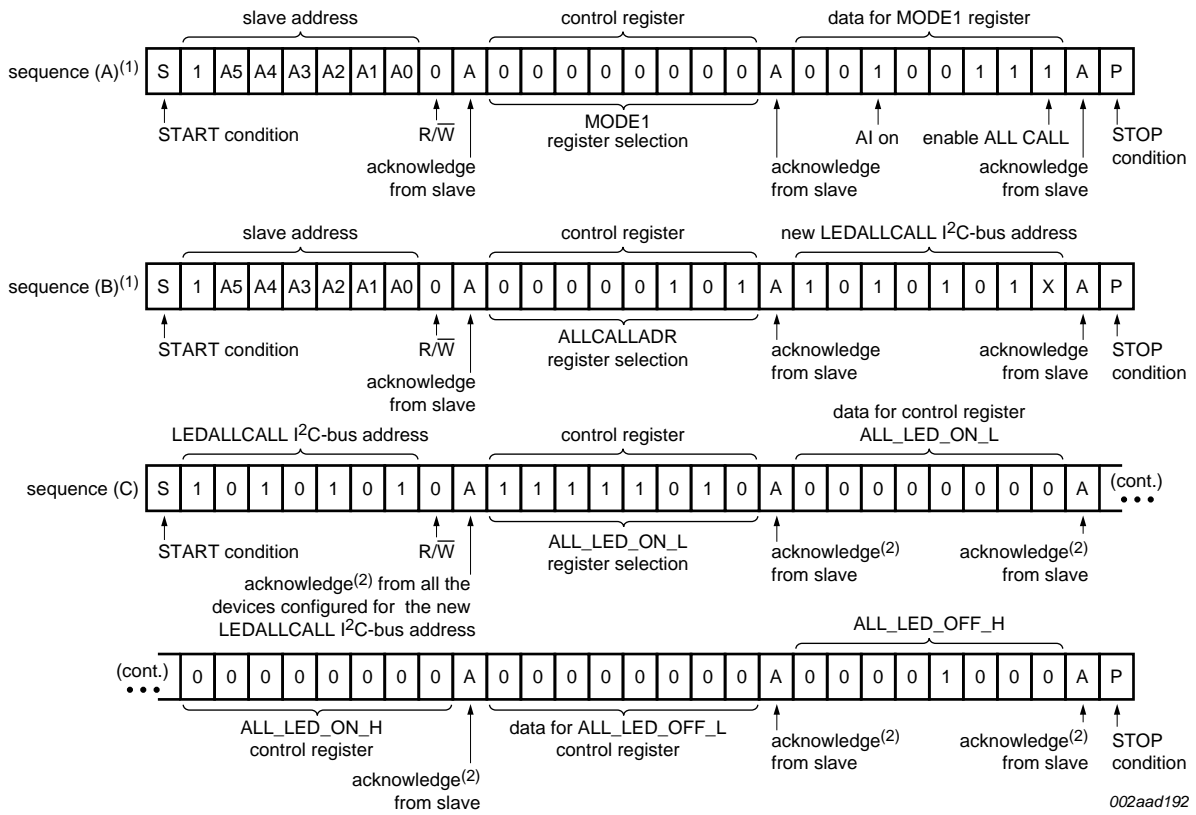 slave address control register data for MODE1 register
sequence (A)(1) S 1 A5 A4 A3 A2 A1 A0 0 A 0 0 0 0 0 0 0 0 A 0 0 1 0 0 1 1 1 A P
START condition R/W MODE1 register selection AI on enable ALL CALL STOP condition
acknowledge from slave acknowledge from slave acknowledge from slave
slave address control register new LEDALLCALL I2C-bus address
sequence (B)(1) S 1 A5 A4 A3 A2 A1 A0 0 A 0 0 0 0 0 1 0 1 A 1 0 1 0 1 0 1 X A P
START condition R/W ALLCALLADR register selection acknowledge from slave acknowledge from slave STOP condition
acknowledge from slave
LEDALLCALL I2C-bus address control register data for control register ALL_LED_ON_L
sequence (C) S 1 0 1 0 1 0 1 0 A 1 1 1 1 1 0 1 0 A 0 0 0 0 0 0 0 0 A (cont.)
START condition R/W ALL_LED_ON_L register selection acknowledge(2) from slave acknowledge(2) from slave
acknowledge(2) from all the
devices configured for the new
LEDALLCALL I2C-bus address
ALL_LED_OFF_H
(cont.) 0 0 0 0 0 0 0 0 A 0 0 0 0 0 0 0 0 A 0 0 0 0 1 0 0 0 A P
ALL_LED_ON_H control register data for ALL_LED_OFF_L control register acknowledge(2) from slave acknowledge(2) from slave STOP condition
acknowledge(2) from slave
002aad192